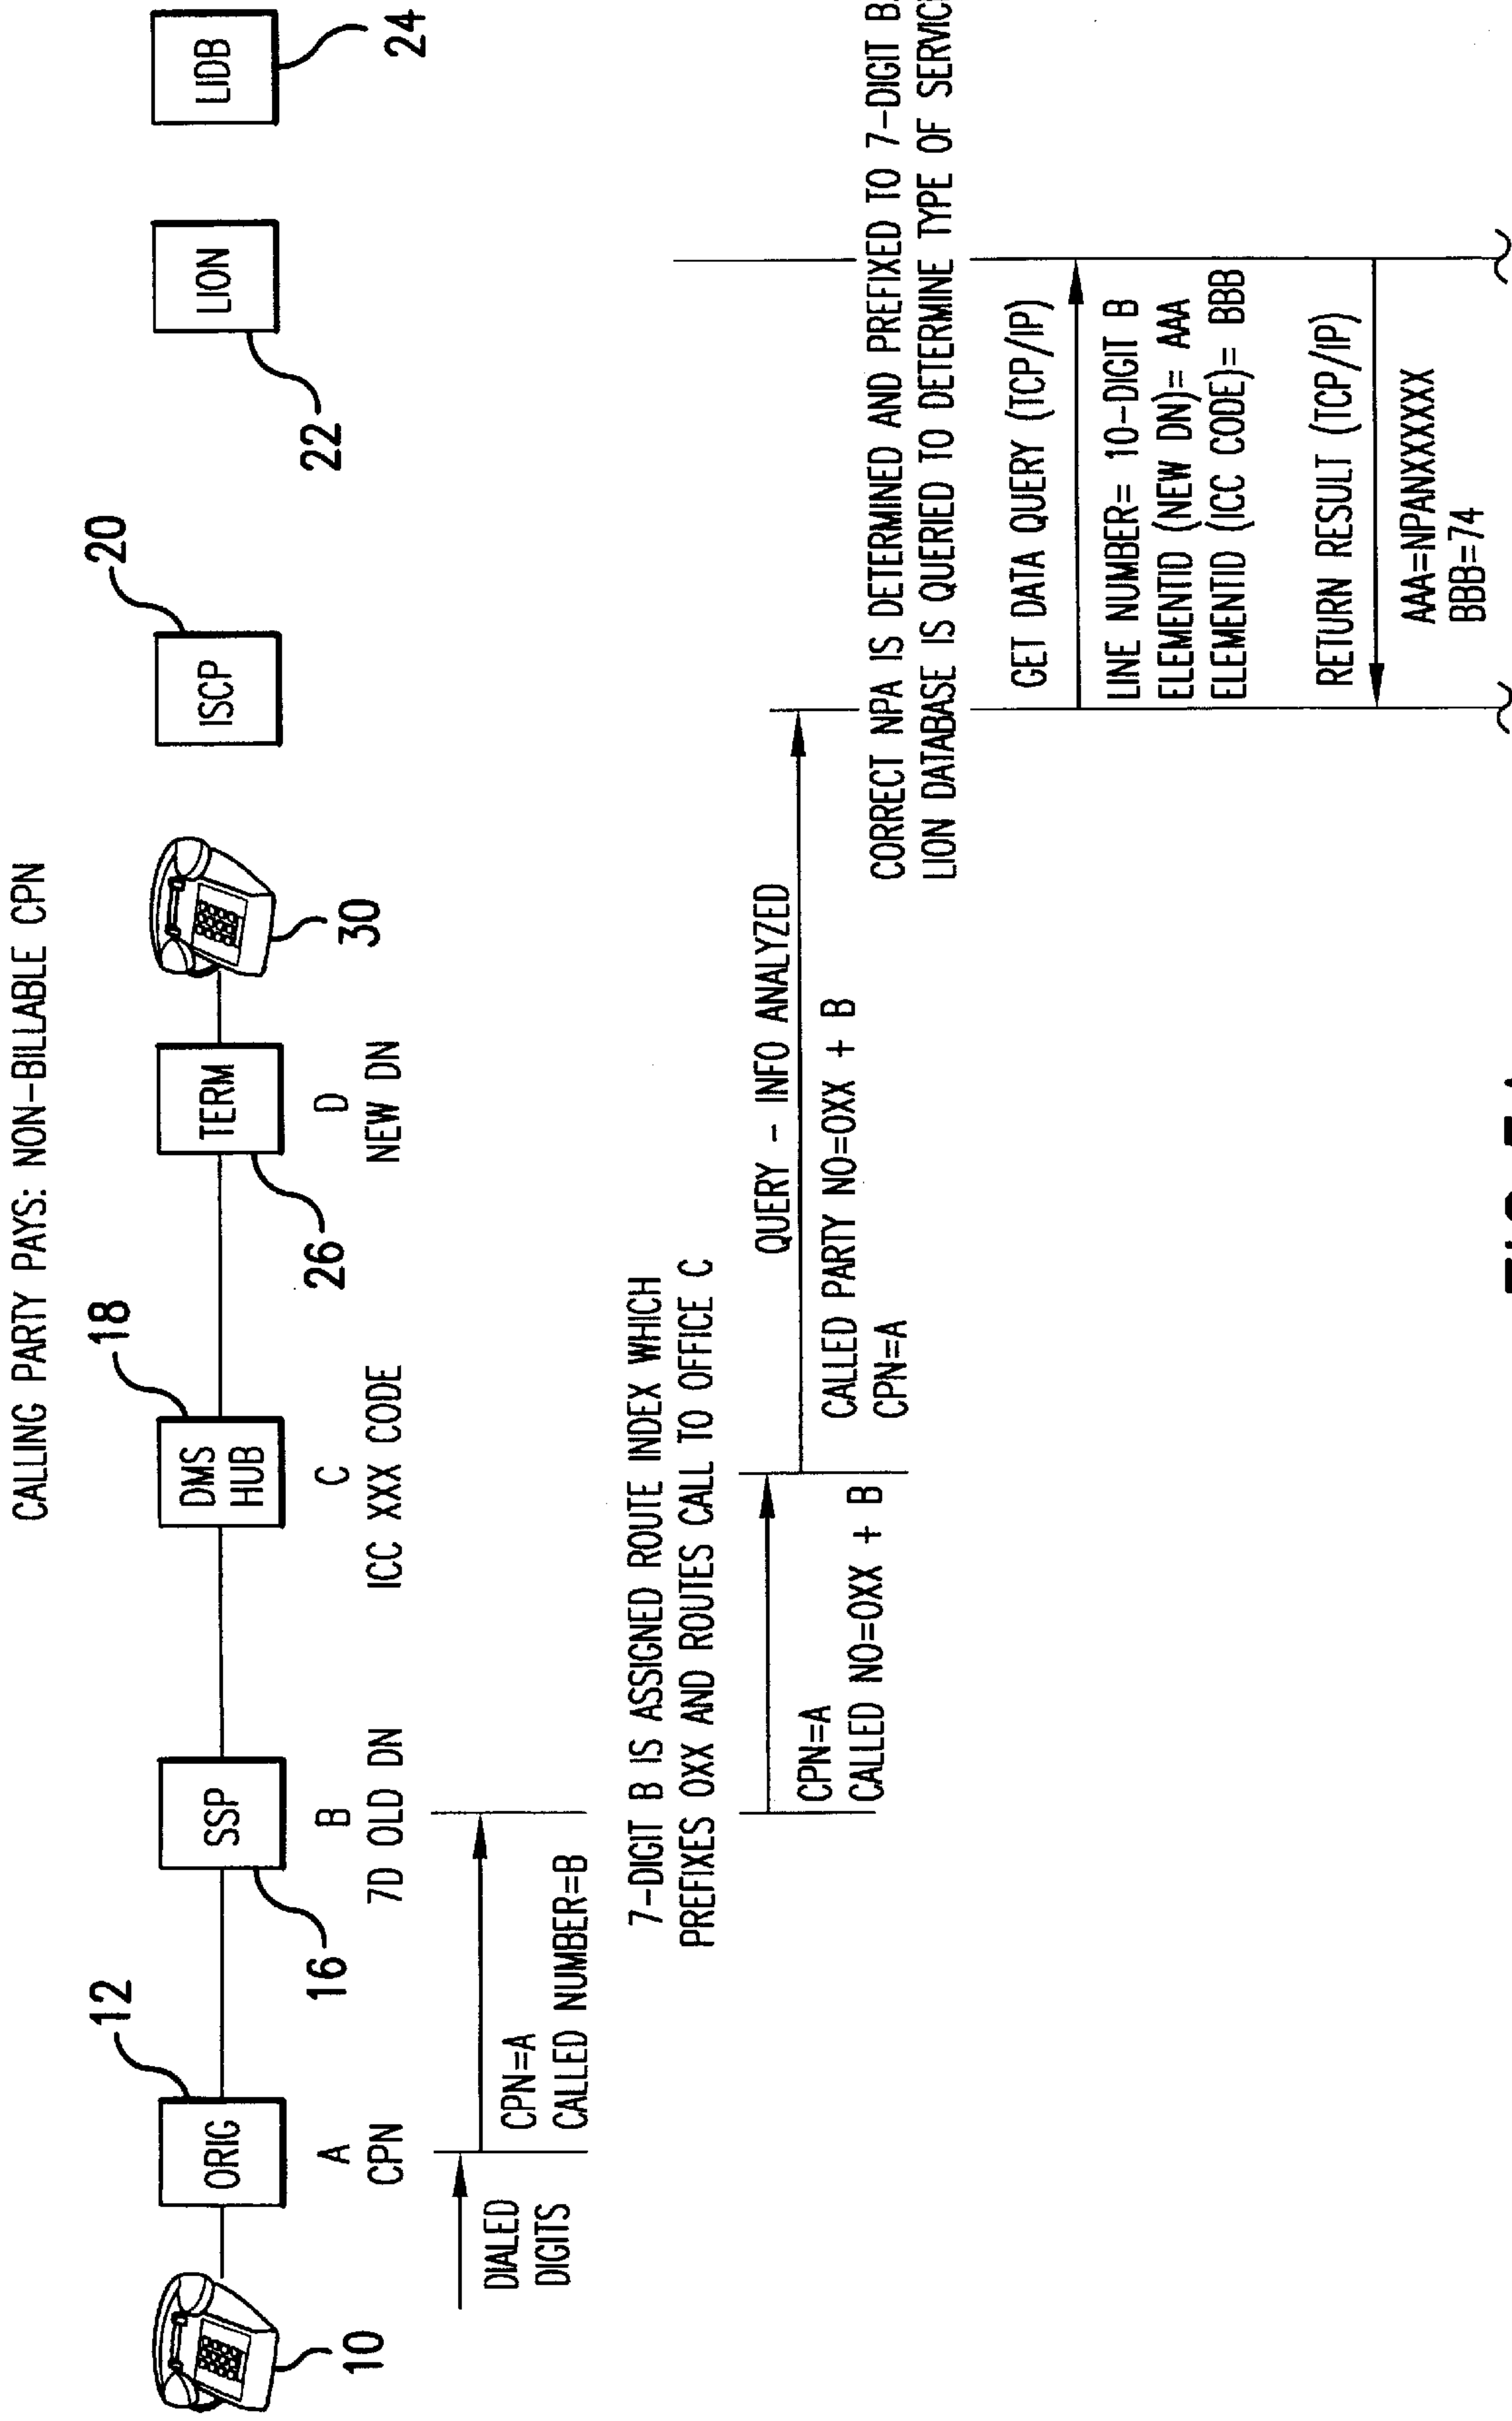 CALLING PARTY PAYS: NON-BILLABLE CPN
10
12
ORIG
A
CPN
16
SSP
B
7D OLD DN
18
DMS
HUB
C
ICC XXX CODE
26
TERM
D
NEW DN
30
20
ISCP
22
LION
24
LIDB
DIALED
DIGITS
CPN=A
CALLED NUMBER=B
7-DIGIT B IS ASSIGNED ROUTE INDEX WHICH
PREFIXES OXX AND ROUTES CALL TO OFFICE C
CPN=A
CALLED NO=OXX + B
QUERY - INFO ANALYZED
CALLED PARTY NO=OXX + B
CPN=A
CORRECT NPA IS DETERMINED AND PREFIXED TO 7-DIGIT B.
LION DATABASE IS QUERIED TO DETERMINE TYPE OF SERVICE
GET DATA QUERY (TCP/IP)
LINE NUMBER= 10-DIGIT B
ELEMENTID (NEW DN)= AAA
ELEMENTID (ICC CODE)= BBB
RETURN RESULT (TCP/IP)
AAA=NPANXXXXXX
BBB=74